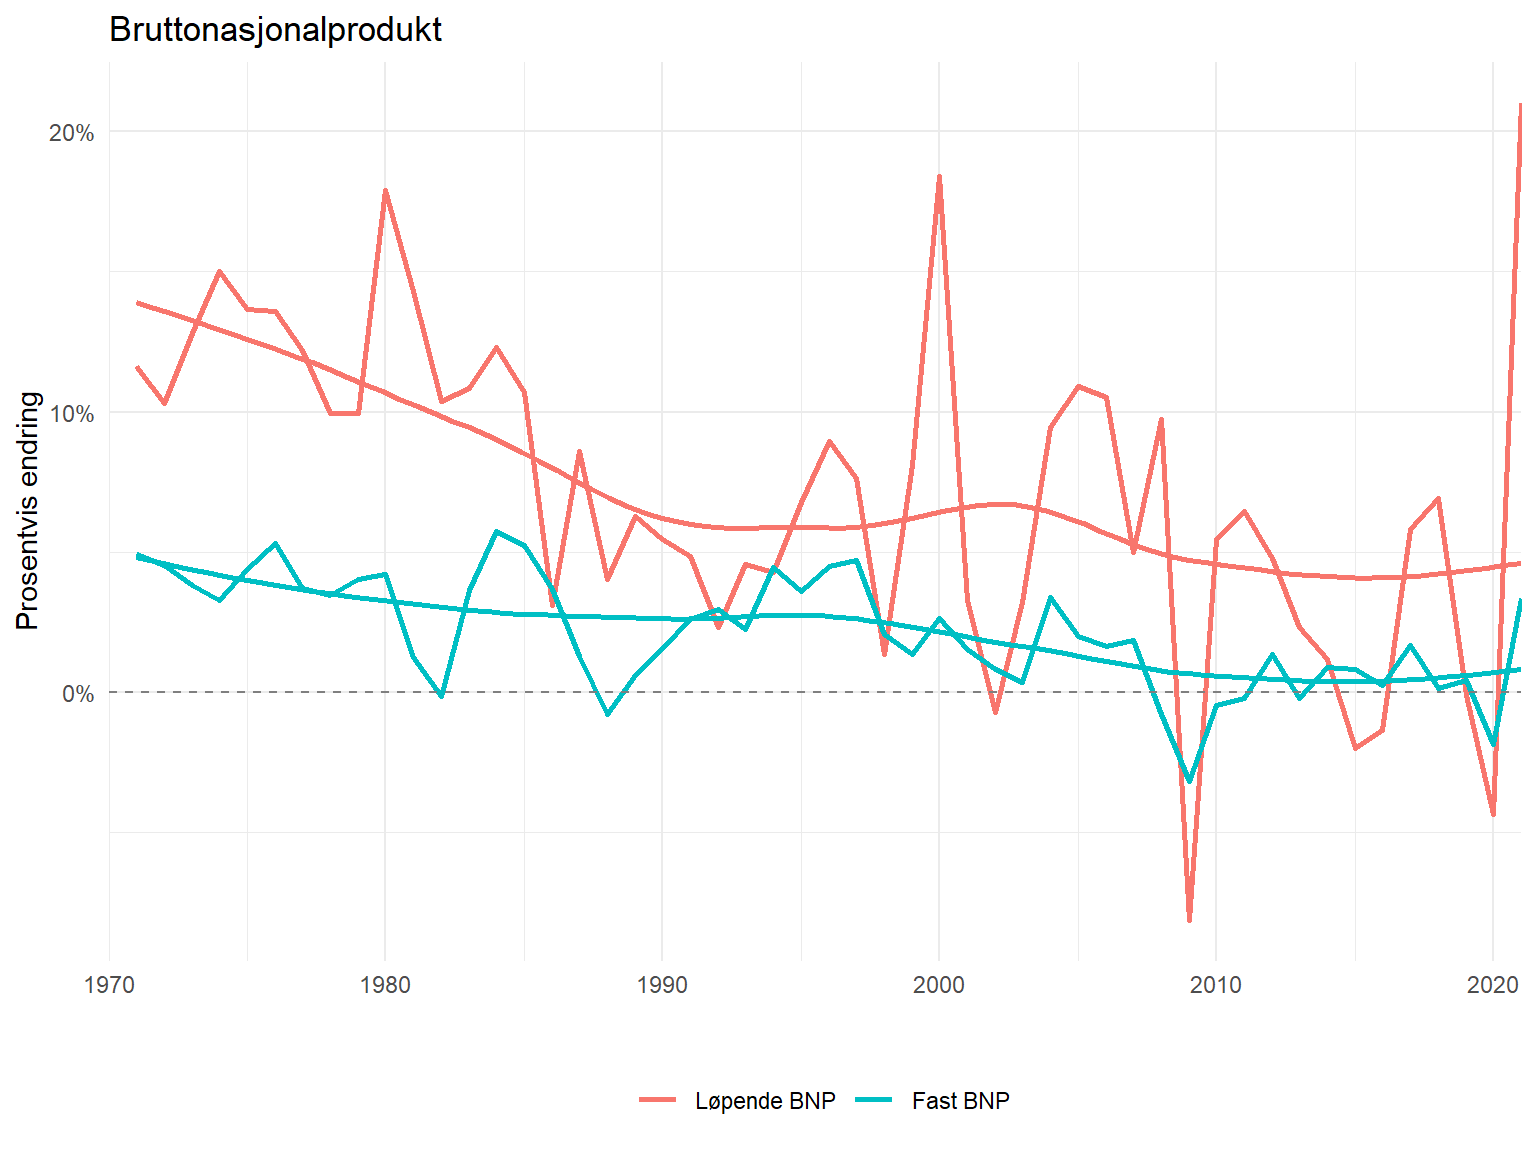 Bruttonasjonalprodukt
Prosentvis endring
20%
10%
0%
1970 1980 1990 2000 2010 2020
Løpende BNP Fast BNP